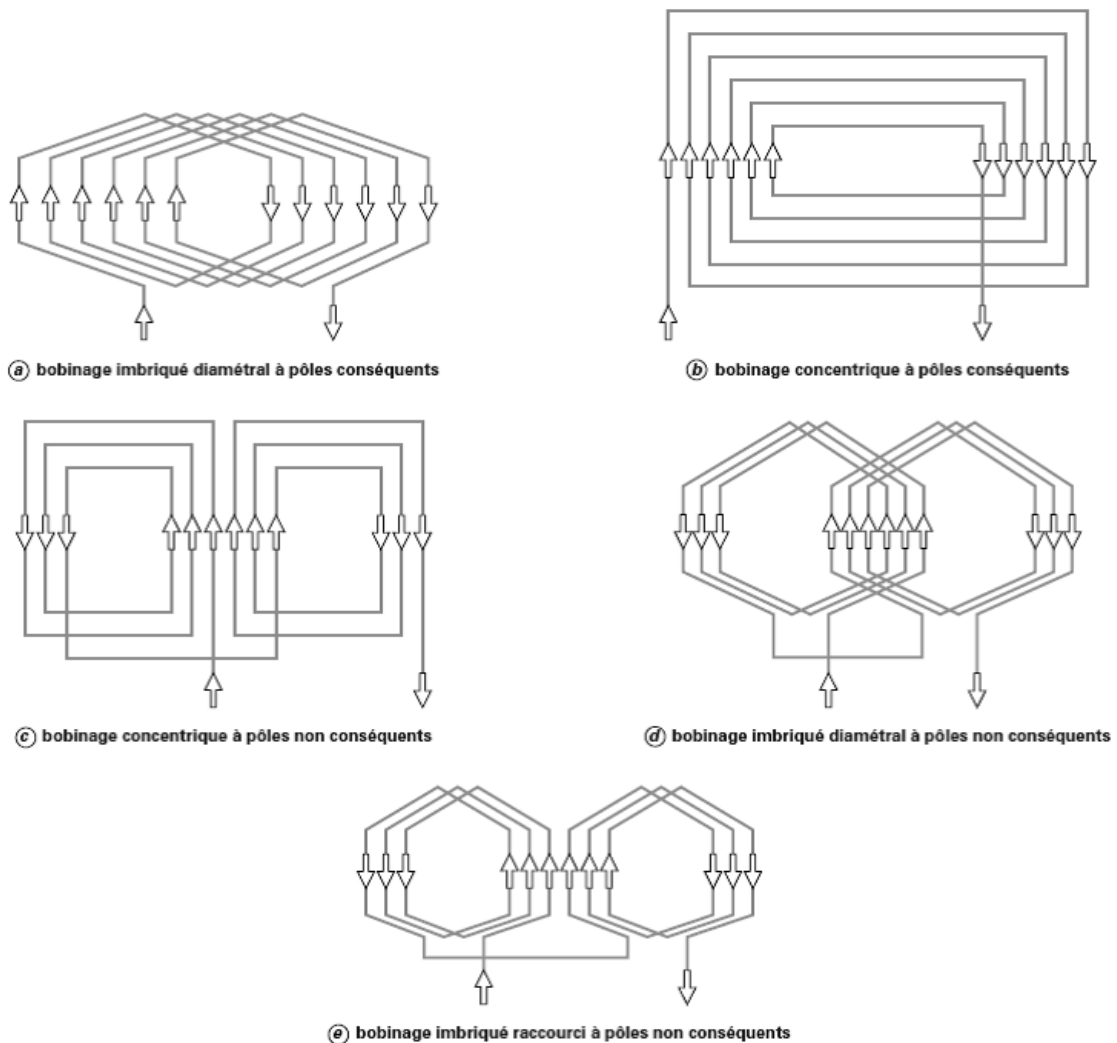 a bobinage imbriqué diamétral à pôles conséquents
b bobinage concentrique à pôles conséquents
c bobinage concentrique à pôles non conséquents
d bobinage imbriqué diamétral à pôles non conséquents
e bobinage imbriqué raccourci à pôles non conséquents